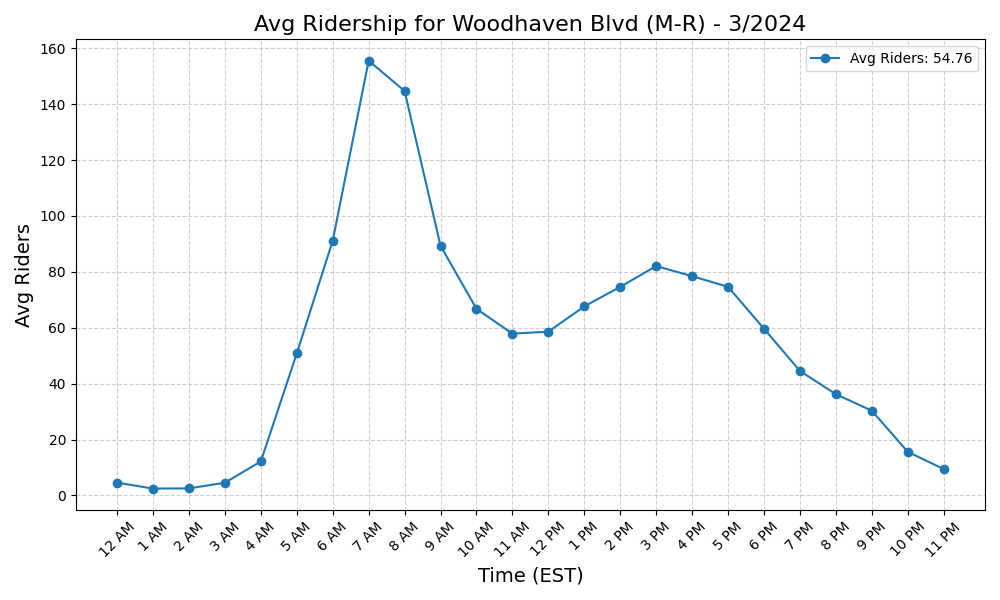 Avg Ridership for Woodhaven Blvd (M-R) - 3/2024
Avg Riders: 54.76
Avg Riders
160
140
120
100
80
60
40
20
0
12 AM
1 AM
2 AM
3 AM
4 AM
5 AM
6 AM
7 AM
8 AM
9 AM
10 AM
11 AM
12 PM
1 PM
2 PM
3 PM
4 PM
5 PM
6 PM
7 PM
8 PM
9 PM
10 PM
11 PM
Time (EST)